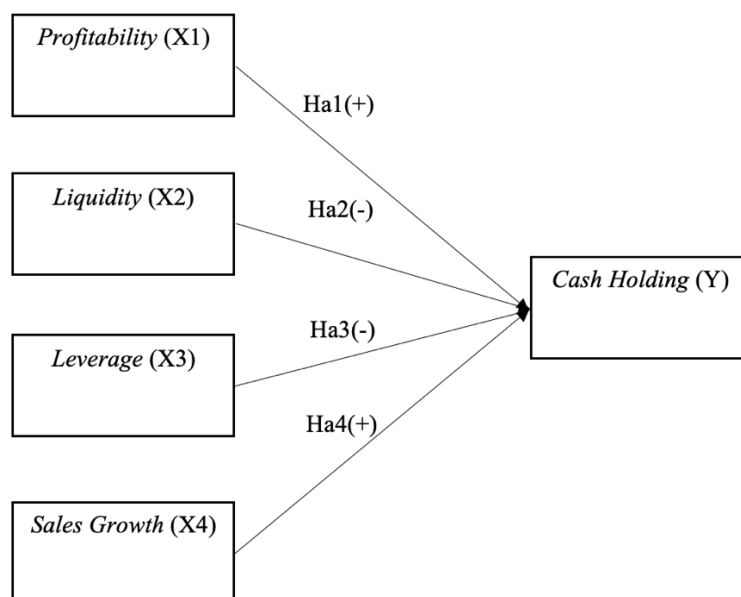 Profitability (X1)
Ha1(+)
Liquidity (X2)
Ha2(-)
Cash Holding (Y)
Ha3(-)
Leverage (X3)
Ha4(+)
Sales Growth (X4)